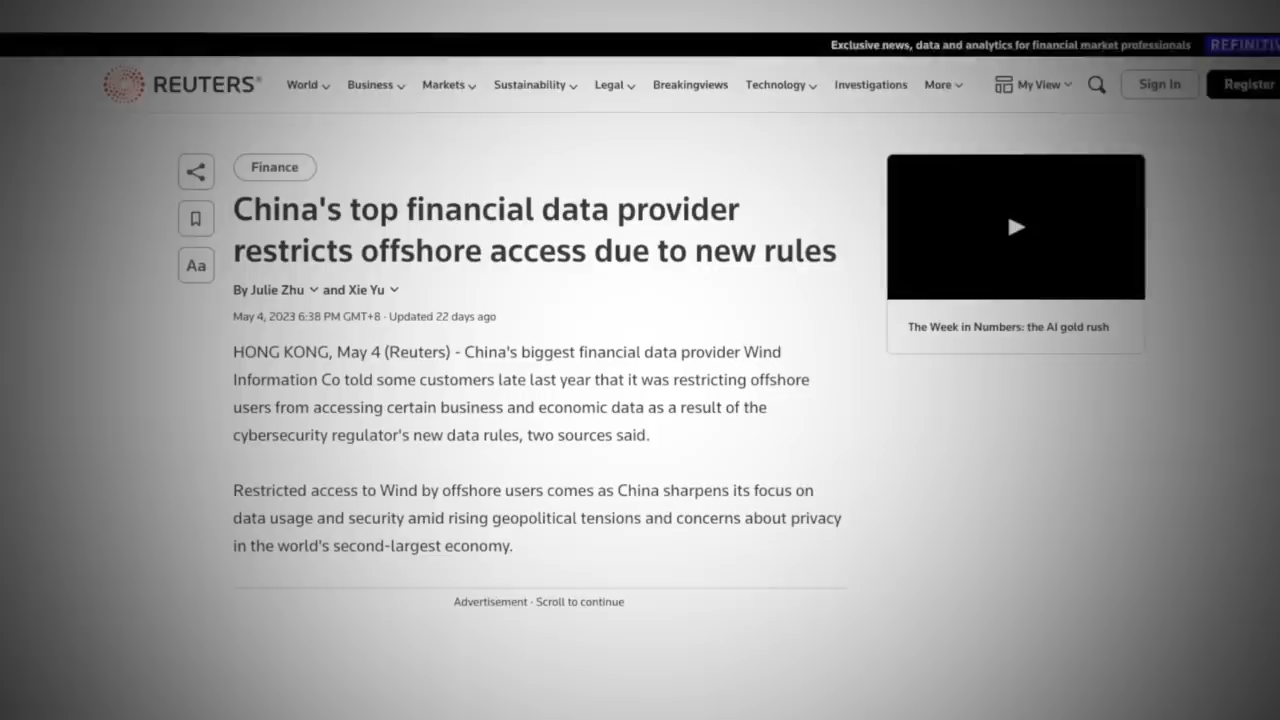 Exclusive news, data and analytics for financial market professionals
REUTERS®
World Business Markets Sustainability Legal Breakingviews Technology Investigations More My View Sign In Register
Finance
China's top financial data provider
restricts offshore access due to new rules
Aa
By Julie Zhu and Xie Yu
May 4, 2023 6:38 PM GMT+8 · Updated 22 days ago
HONG KONG, May 4 (Reuters) - China's biggest financial data provider Wind
Information Co told some customers late last year that it was restricting offshore
users from accessing certain business and economic data as a result of the
cybersecurity regulator's new data rules, two sources said.
Restricted access to Wind by offshore users comes as China sharpens its focus on
data usage and security amid rising geopolitical tensions and concerns about privacy
in the world's second-largest economy.
Advertisement · Scroll to continue
The Week in Numbers: the AI gold rush